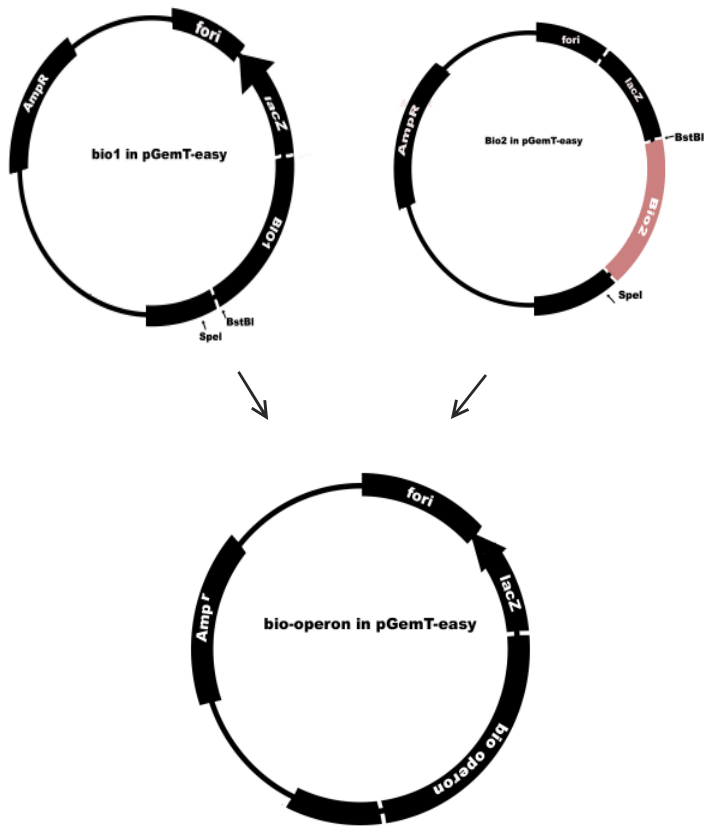 fori
AmpR
lacZ
bio1 in pGemT-easy
BIO1
BstBI
SpeI
fori
lacZ
AmpR
BstBI
Bio2 in pGemT-easy
Bio2
SpeI
fori
Amp r
lacZ
bio-operon in pGemT-easy
bio operon